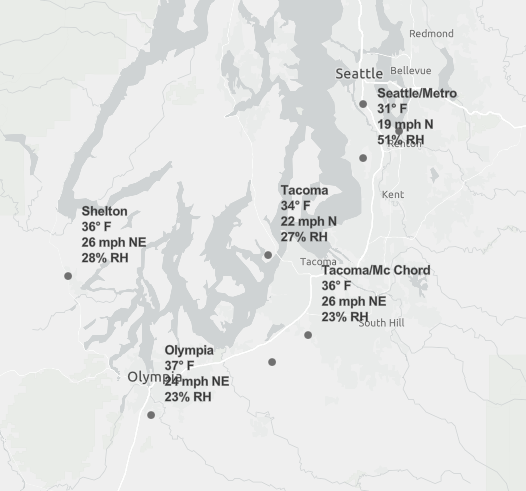 Redmond
Seattle
Bellevue
Seattle/Metro
31° F
19 mph N
51% RH
Renton
Kent
Tacoma
34° F
22 mph N
27% RH
Shelton
36° F
26 mph NE
28% RH
Tacoma
Tacoma/Mc Chord
36° F
26 mph NE
23% RH
South Hill
Olympia
37° F
24 mph NE
23% RH
Olympia